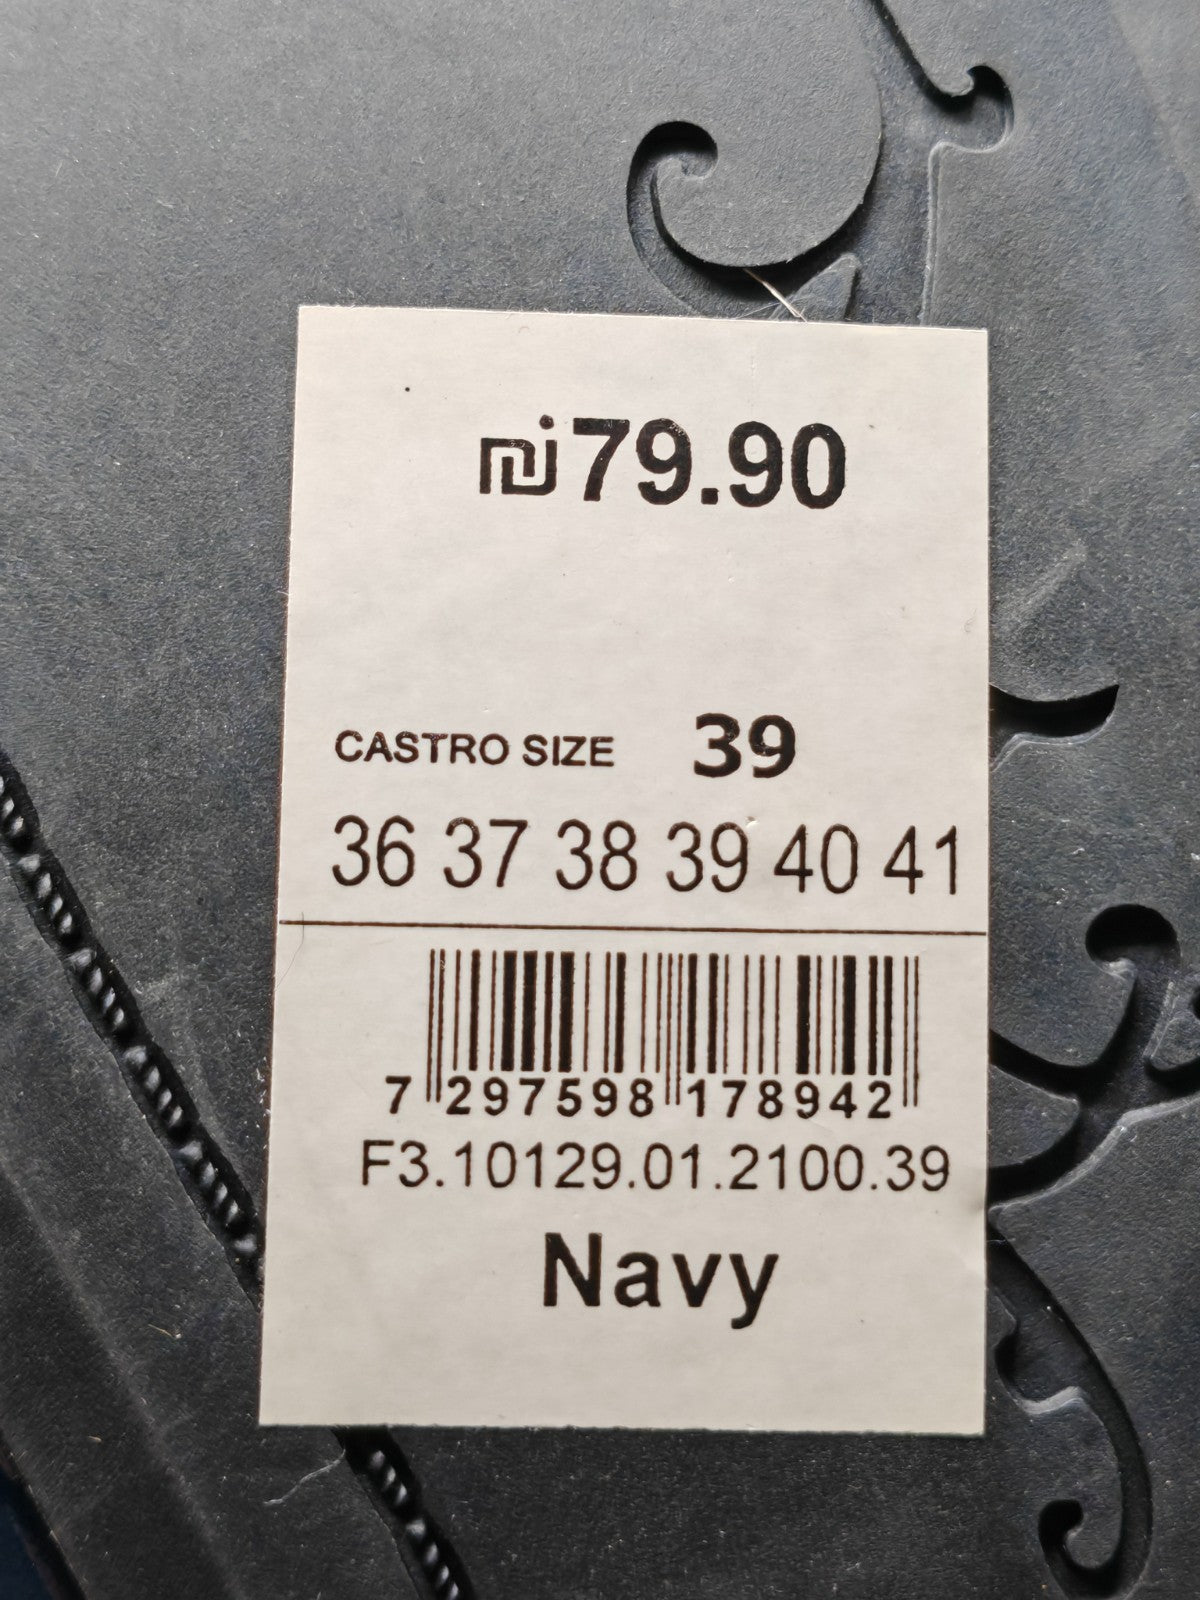 ₪79.90
CASTRO SIZE 39
36 37 38 39 40 41
7 297598 178942
F3.10129.01.2100.39
Navy